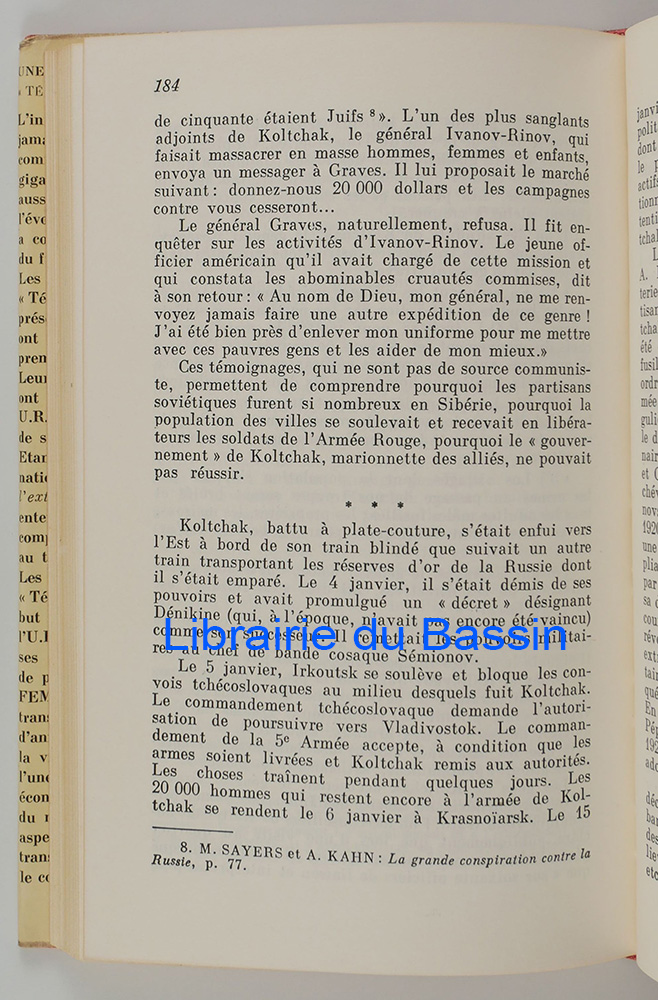 184
de cinquante étaient Juifs 8 ». L'un des plus sanglants
adjoints de Koltchak, le général Ivanov-Rinov, qui
faisait massacrer en masse hommes, femmes et enfants,
envoya un messager à Graves. Il lui proposait le marché
suivant : donnez-nous 20 000 dollars et les campagnes
contre vous cesseront...
Le général Graves, naturellement, refusa. Il fit en-
quêter sur les activités d'Ivanov-Rinov. Le jeune of-
ficier américain qu'il avait chargé de cette mission et
qui constata les abominables cruautés commises, dit
à son retour : « Au nom de Dieu, mon général, ne me ren-
voyez jamais faire une autre expédition de ce genre !
J'ai été bien près d'enlever mon uniforme pour me mettre
avec ces pauvres gens et les aider de mon mieux.»
Ces témoignages, qui ne sont pas de source communis-
te, permettent de comprendre pourquoi les partisans
soviétiques furent si nombreux en Sibérie, pourquoi la
population des villes se soulevait et recevait en libéra-
teurs les soldats de l'Armée Rouge, pourquoi le « gouver-
nement » de Koltchak, marionnette des alliés, ne pouvait
pas réussir.
* * *
Koltchak, battu à plate-couture, s'était enfui vers
l'Est à bord de son train blindé que suivait un autre
train transportant les réserves d'or de la Russie dont
il s'était emparé. Le 4 janvier, il s'était démis de ses
pouvoirs et avait promulgué un « décret » désignant
Dénikine (qui, à l'époque, n'avait pas encore été vaincu)
comme son successeur. Il remettait les pouvoirs militai-
res au chef de bande cosaque Sémionov.
Librairie du Bassin
Le 5 janvier, Irkoutsk se soulève et bloque les con-
vois tchécoslovaques au milieu desquels fuit Koltchak.
Le commandement tchécoslovaque demande l'autori-
sation de poursuivre vers Vladivostok. Le comman-
dement de la 5e Armée accepte, à condition que les
armes soient livrées et Koltchak remis aux autorités.
Les choses traînent pendant quelques jours. Les
20 000 hommes qui restent encore à l'armée de Kol-
tchak se rendent le 6 janvier à Krasnoïarsk. Le 15
8. M. SAYERS et A. KAHN : La grande conspiration contre la
Russie, p. 77.